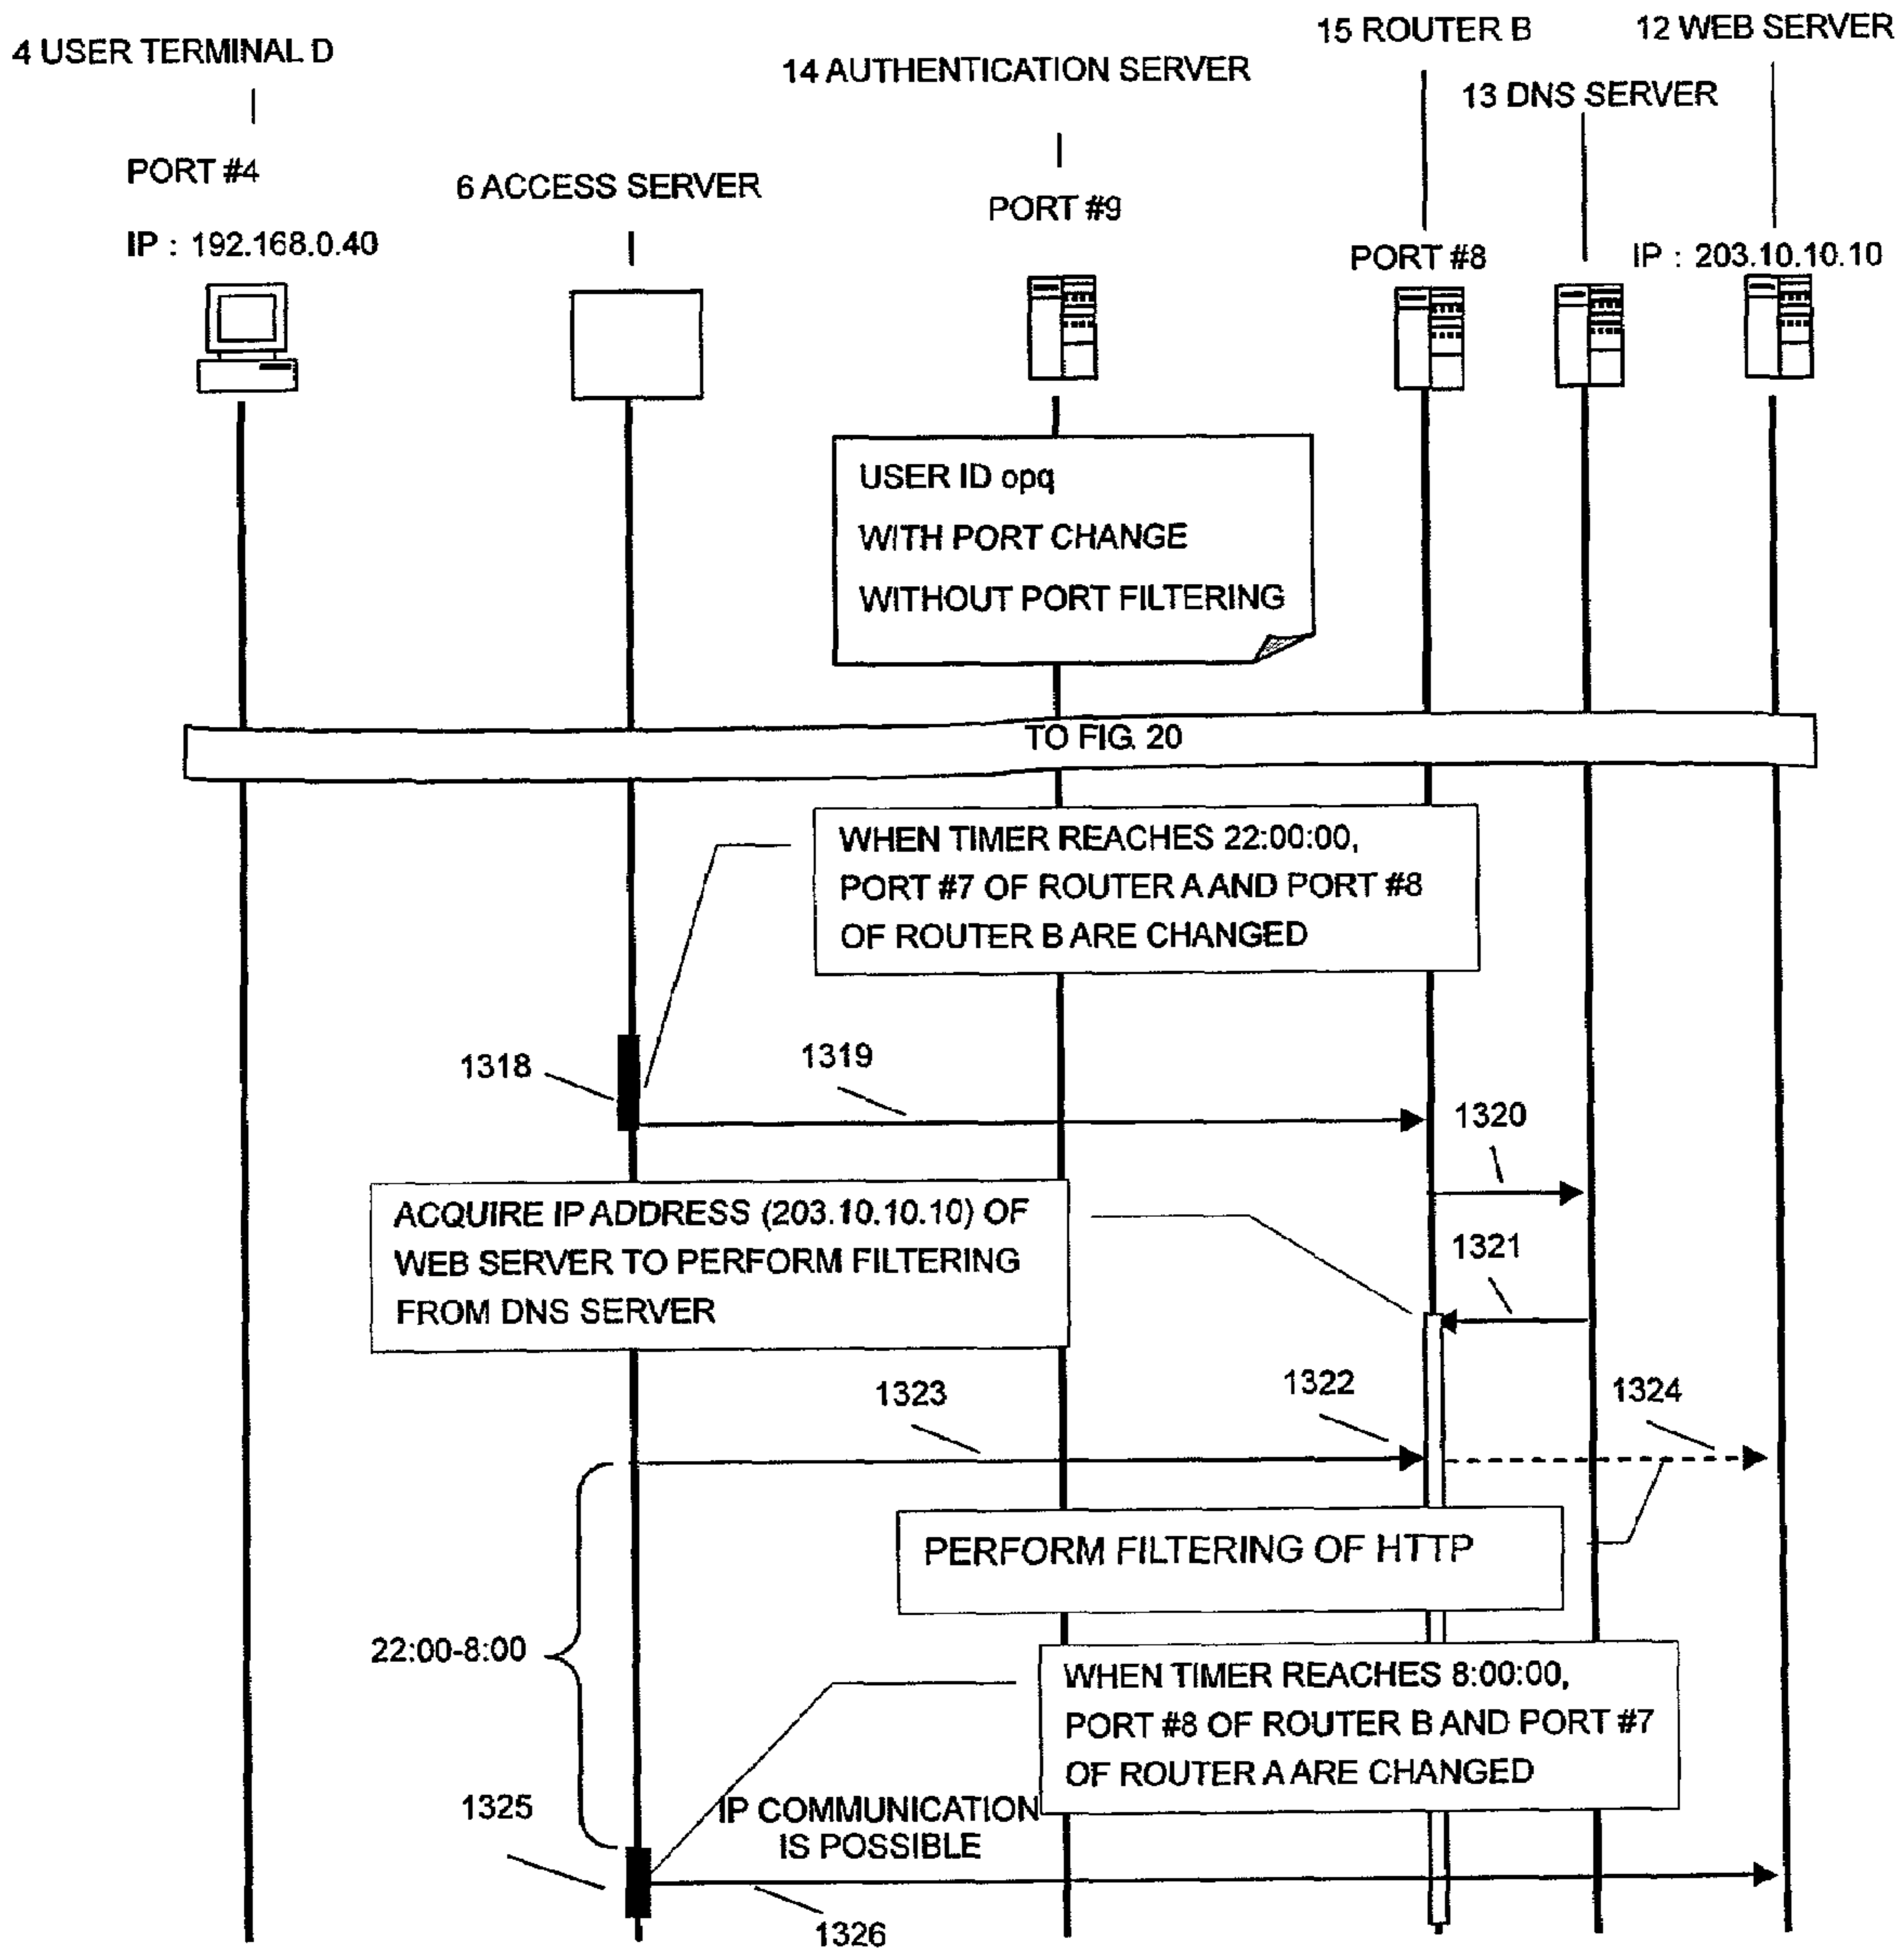 15 ROUTER B
12 WEB SERVER
4 USER TERMINAL D
14 AUTHENTICATION SERVER
13 DNS SERVER
PORT #4
6 ACCESS SERVER
PORT #9
IP : 192.168.0.40
PORT #8
IP : 203.10.10.10
USER ID opq
WITH PORT CHANGE
WITHOUT PORT FILTERING
TO FIG. 20
WHEN TIMER REACHES 22:00:00,
PORT #7 OF ROUTER A AND PORT #8
OF ROUTER B ARE CHANGED
1318
1319
1320
ACQUIRE IP ADDRESS (203.10.10.10) OF
WEB SERVER TO PERFORM FILTERING
FROM DNS SERVER
1321
1323
1322
1324
PERFORM FILTERING OF HTTP
22:00-8:00
WHEN TIMER REACHES 8:00:00,
PORT #8 OF ROUTER B AND PORT #7
OF ROUTER A ARE CHANGED
1325
IP COMMUNICATION
IS POSSIBLE
1326